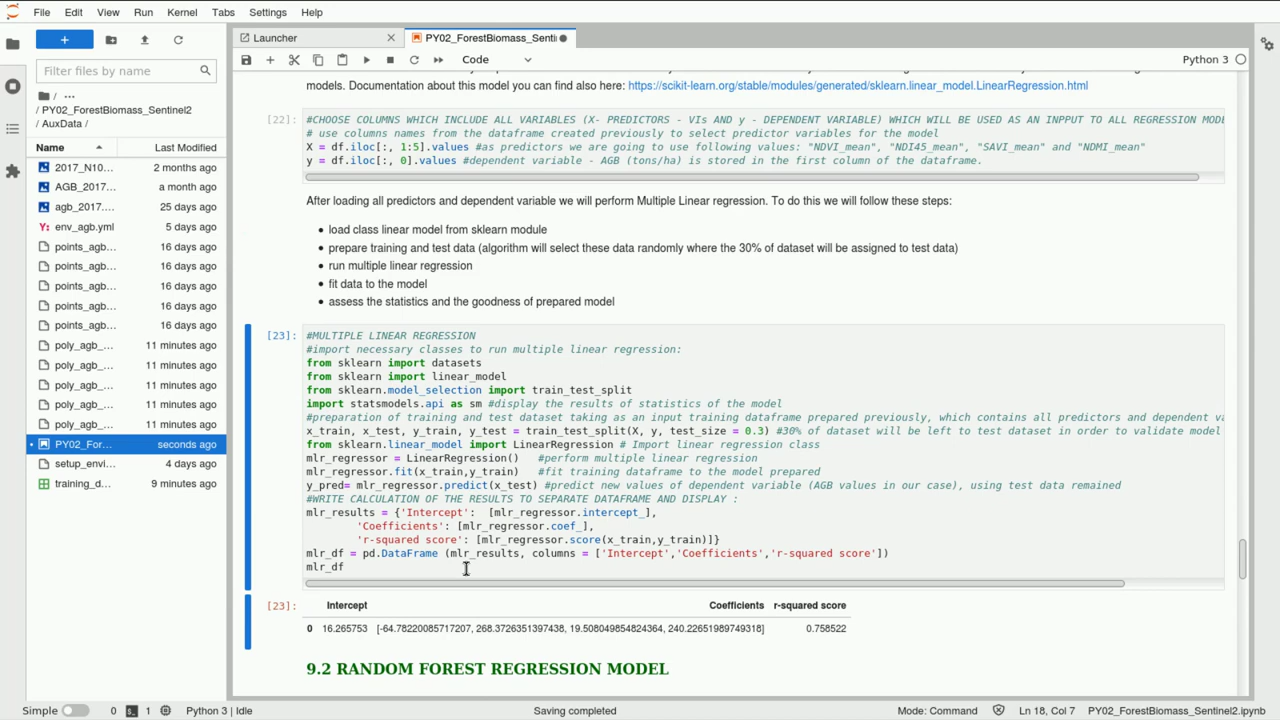 File Edit View Run Kernel Tabs Settings Help
Launcher
PY02_ForestBiomass_Senti
Code
Python 3
Filter files by name
/ ···
/ PY02_ForestBiomass_Sentinel2
/ AuxData /
Name Last Modified
2017_N10... 2 months ago
AGB_2017... a month ago
agb_2017.... 25 days ago
Y: env_agb.yml 5 days ago
points_agb... 16 days ago
points_agb... 16 days ago
points_agb... 16 days ago
points_agb... 16 days ago
points_agb... 16 days ago
poly_agb_... 11 minutes ago
poly_agb_... 11 minutes ago
poly_agb_... 11 minutes ago
poly_agb_... 11 minutes ago
poly_agb_... 11 minutes ago
PY02_For... seconds ago
setup_envi... 4 days ago
training_d... 9 minutes ago
models. Documentation about this model you can find also here: https://scikit-learn.org/stable/modules/generated/sklearn.linear_model.LinearRegression.html
[22]: #CHOOSE COLUMNS WHICH INCLUDE ALL VARIABLES (X- PREDICTORS - VIs AND y - DEPENDENT VARIABLE) WHICH WILL BE USED AS AN INPPUT TO ALL REGRESSION MODE
# use columns names from the dataframe created previously to select predictor variables for the model
X = df.iloc[:, 1:5].values #as predictors we are going to use following values: "NDVI_mean", "NDI45_mean", "SAVI_mean" and "NDMI_mean"
y = df.iloc[:, 0].values #dependent variable - AGB (tons/ha) is stored in the first column of the dataframe.
After loading all predictors and dependent variable we will perform Multiple Linear regression. To do this we will follow these steps:
• load class linear model from sklearn module
• prepare training and test data (algorithm will select these data randomly where the 30% of dataset will be assigned to test data)
• run multiple linear regression
• fit data to the model
• assess the statistics and the goodness of prepared model
[23]: #MULTIPLE LINEAR REGRESSION
#import necessary classes to run multiple linear regression:
from sklearn import datasets
from sklearn import linear_model
from sklearn.model_selection import train_test_split
import statsmodels.api as sm #display the results of statistics of the model
#preparation of training and test dataset taking as an input training dataframe prepared previously, which contains all predictors and dependent va
x_train, x_test, y_train, y_test = train_test_split(X, y, test_size = 0.3) #30% of dataset will be left to test dataset in order to validate model
from sklearn.linear_model import LinearRegression # Import linear regression class
mlr_regressor = LinearRegression() #perform multiple linear regression
mlr_regressor.fit(x_train,y_train) #fit training dataframe to the model prepared
y_pred= mlr_regressor.predict(x_test) #predict new values of dependent variable (AGB values in our case), using test data remained
#WRITE CALCULATION OF THE RESULTS TO SEPARATE DATAFRAME AND DISPLAY :
mlr_results = {'Intercept': [mlr_regressor.intercept_],
'Coefficients': [mlr_regressor.coef_],
'r-squared score': [mlr_regressor.score(x_train,y_train)]}
mlr_df = pd.DataFrame (mlr_results, columns = ['Intercept','Coefficients','r-squared score'])
mlr_df
[23]: Intercept Coefficients r-squared score
0 16.265753 [-64.78220085717207, 268.3726351397438, 19.508049854824364, 240.22651989749318] 0.758522
9.2 RANDOM FOREST REGRESSION MODEL
Simple 0 1 Python 3 | Idle Saving completed Mode: Command Ln 18, Col 7 PY02_ForestBiomass_Sentinel2.ipynb